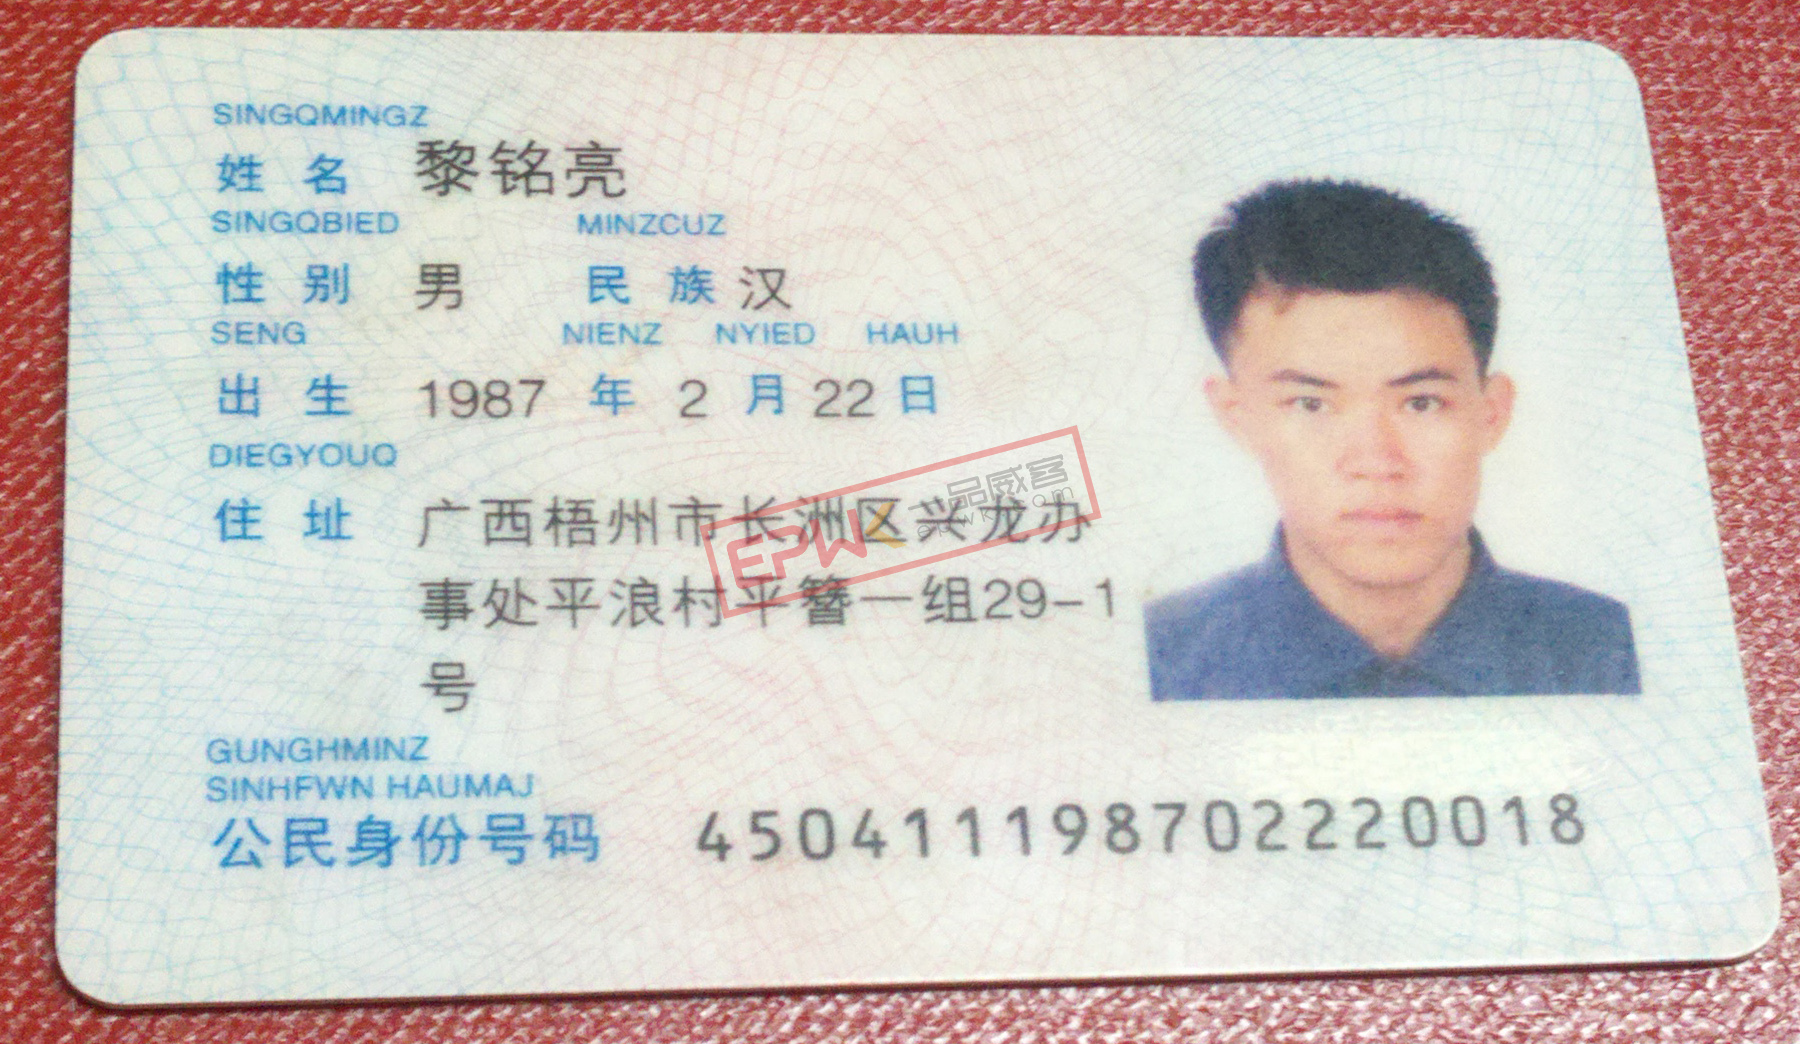 SINGQMINGZ
姓 名 黎铭亮
SINGQBIED MINZCUZ
性 别 男 民 族 汉
SENG NIENZ NYIED HAUH
出 生 1987 年 2 月 22 日
DIEGYOUQ
住 址 广西梧州市长洲区兴龙办
事处平浪村平簪一组29-1
号
EPWK
一品威客
epwk.com
GUNGHMINZ
SINHFWN HAUMAJ
公民身份号码 450411198702220018